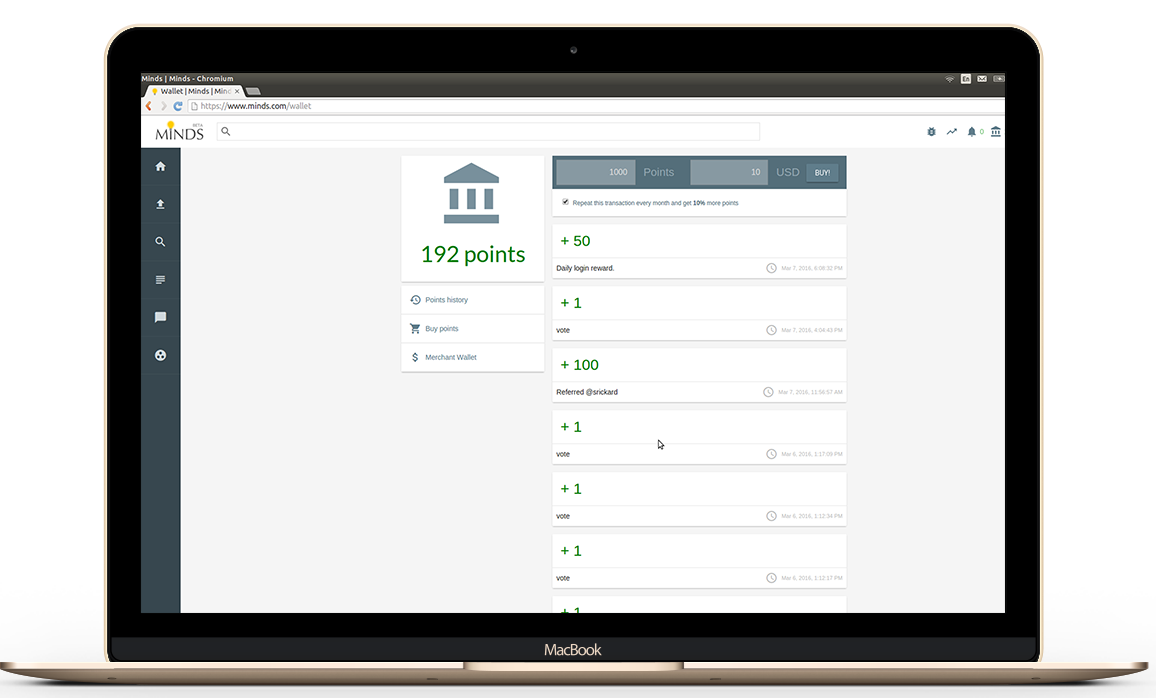 Minds | Minds - Chromium
En
Wallet | Minds | Mind
https://www.minds.com/wallet
BETA
MINDS
0
192 points
Points history
Buy points
Merchant Wallet
1000 Points 10 USD BUY!
Repeat this transaction every month and get 10% more points
+ 50
Daily login reward. Mar 7, 2016, 6:08:32 PM
+ 1
vote Mar 7, 2016, 4:04:43 PM
+ 100
Referred @srickard Mar 7, 2016, 11:56:57 AM
+ 1
vote Mar 6, 2016, 1:17:09 PM
+ 1
vote Mar 6, 2016, 1:12:34 PM
+ 1
vote Mar 6, 2016, 1:12:17 PM
+ 1
MacBook